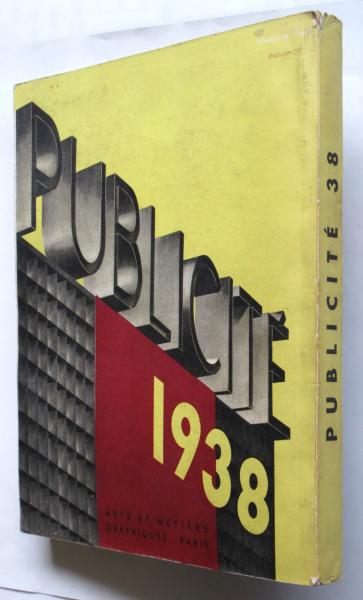 PUBLICITÉ
1938
ARTS ET MÉTIERS
GRAPHIQUES PARIS
PUBLICITÉ 38